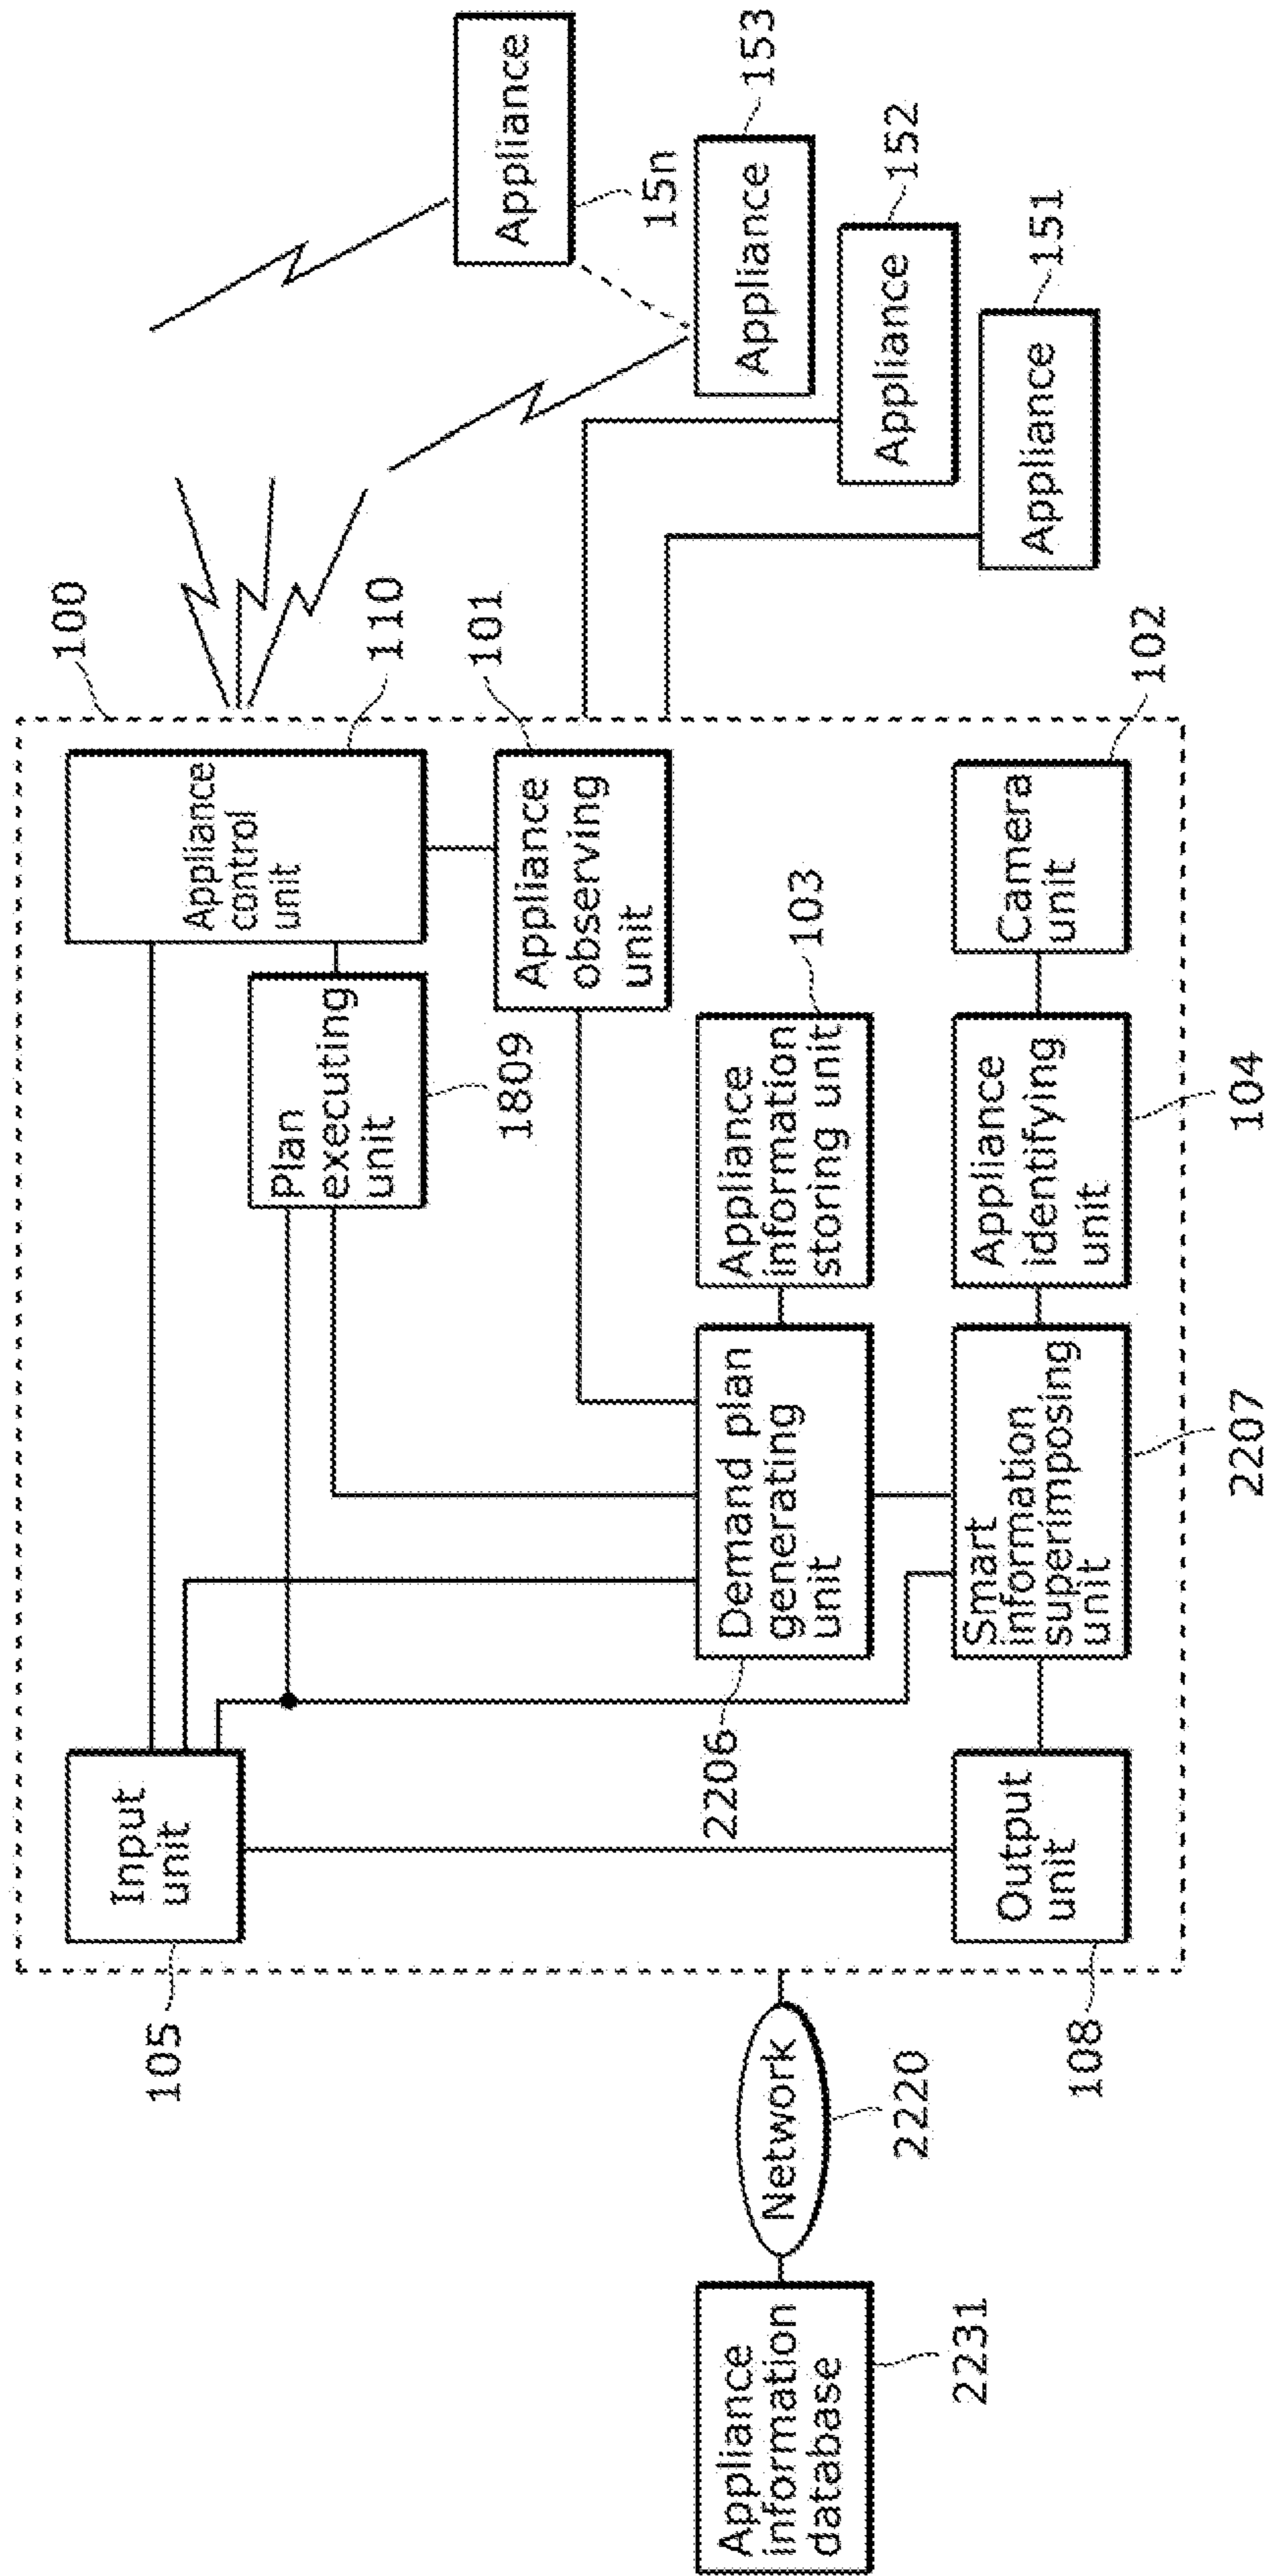 100
Input
unit
105
Appliance
control
unit
110
Plan
executing
unit
1809
Appliance
observing
unit
101
Demand plan
generating
unit
2206
Appliance
information
storing unit
103
Output
unit
108
Smart
information
superimposing
unit
2207
Appliance
identifying
unit
104
Camera
unit
102
Appliance
information
database
2231
Network
2220
Appliance
15n
Appliance
153
Appliance
152
Appliance
151